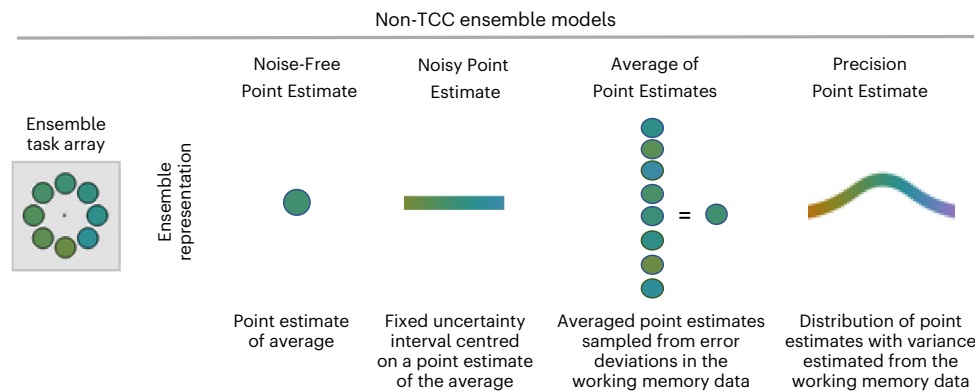 Non-TCC ensemble models
Noise-Free
Point Estimate
Noisy Point
Estimate
Average of
Point Estimates
Precision
Point Estimate
Ensemble
task array
Ensemble
representation
=
Point estimate
of average
Fixed uncertainty
interval centred
on a point estimate
of the average
Averaged point estimates
sampled from error
deviations in the
working memory data
Distribution of point
estimates with variance
estimated from the
working memory data